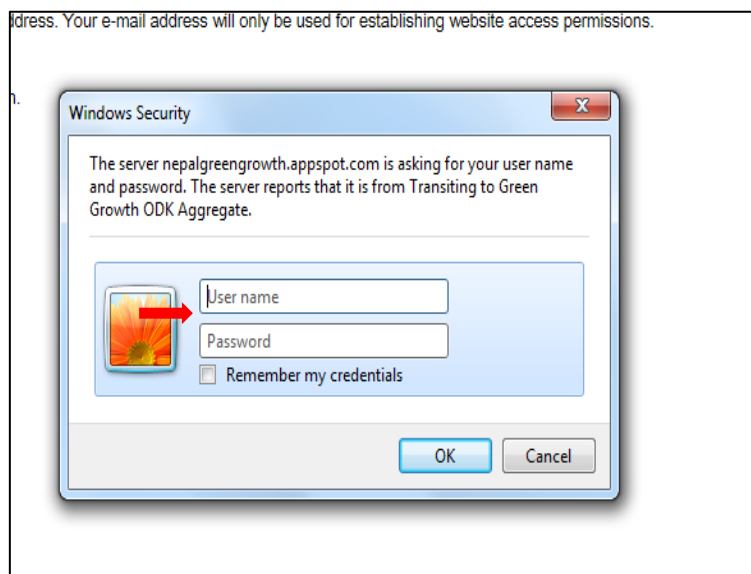 ddress. Your e-mail address will only be used for establishing website access permissions.
n.
Windows Security
The server nepalgreengrowth.appspot.com is asking for your user name
and password. The server reports that it is from Transiting to Green
Growth ODK Aggregate.
User name
Password
Remember my credentials
OK
Cancel